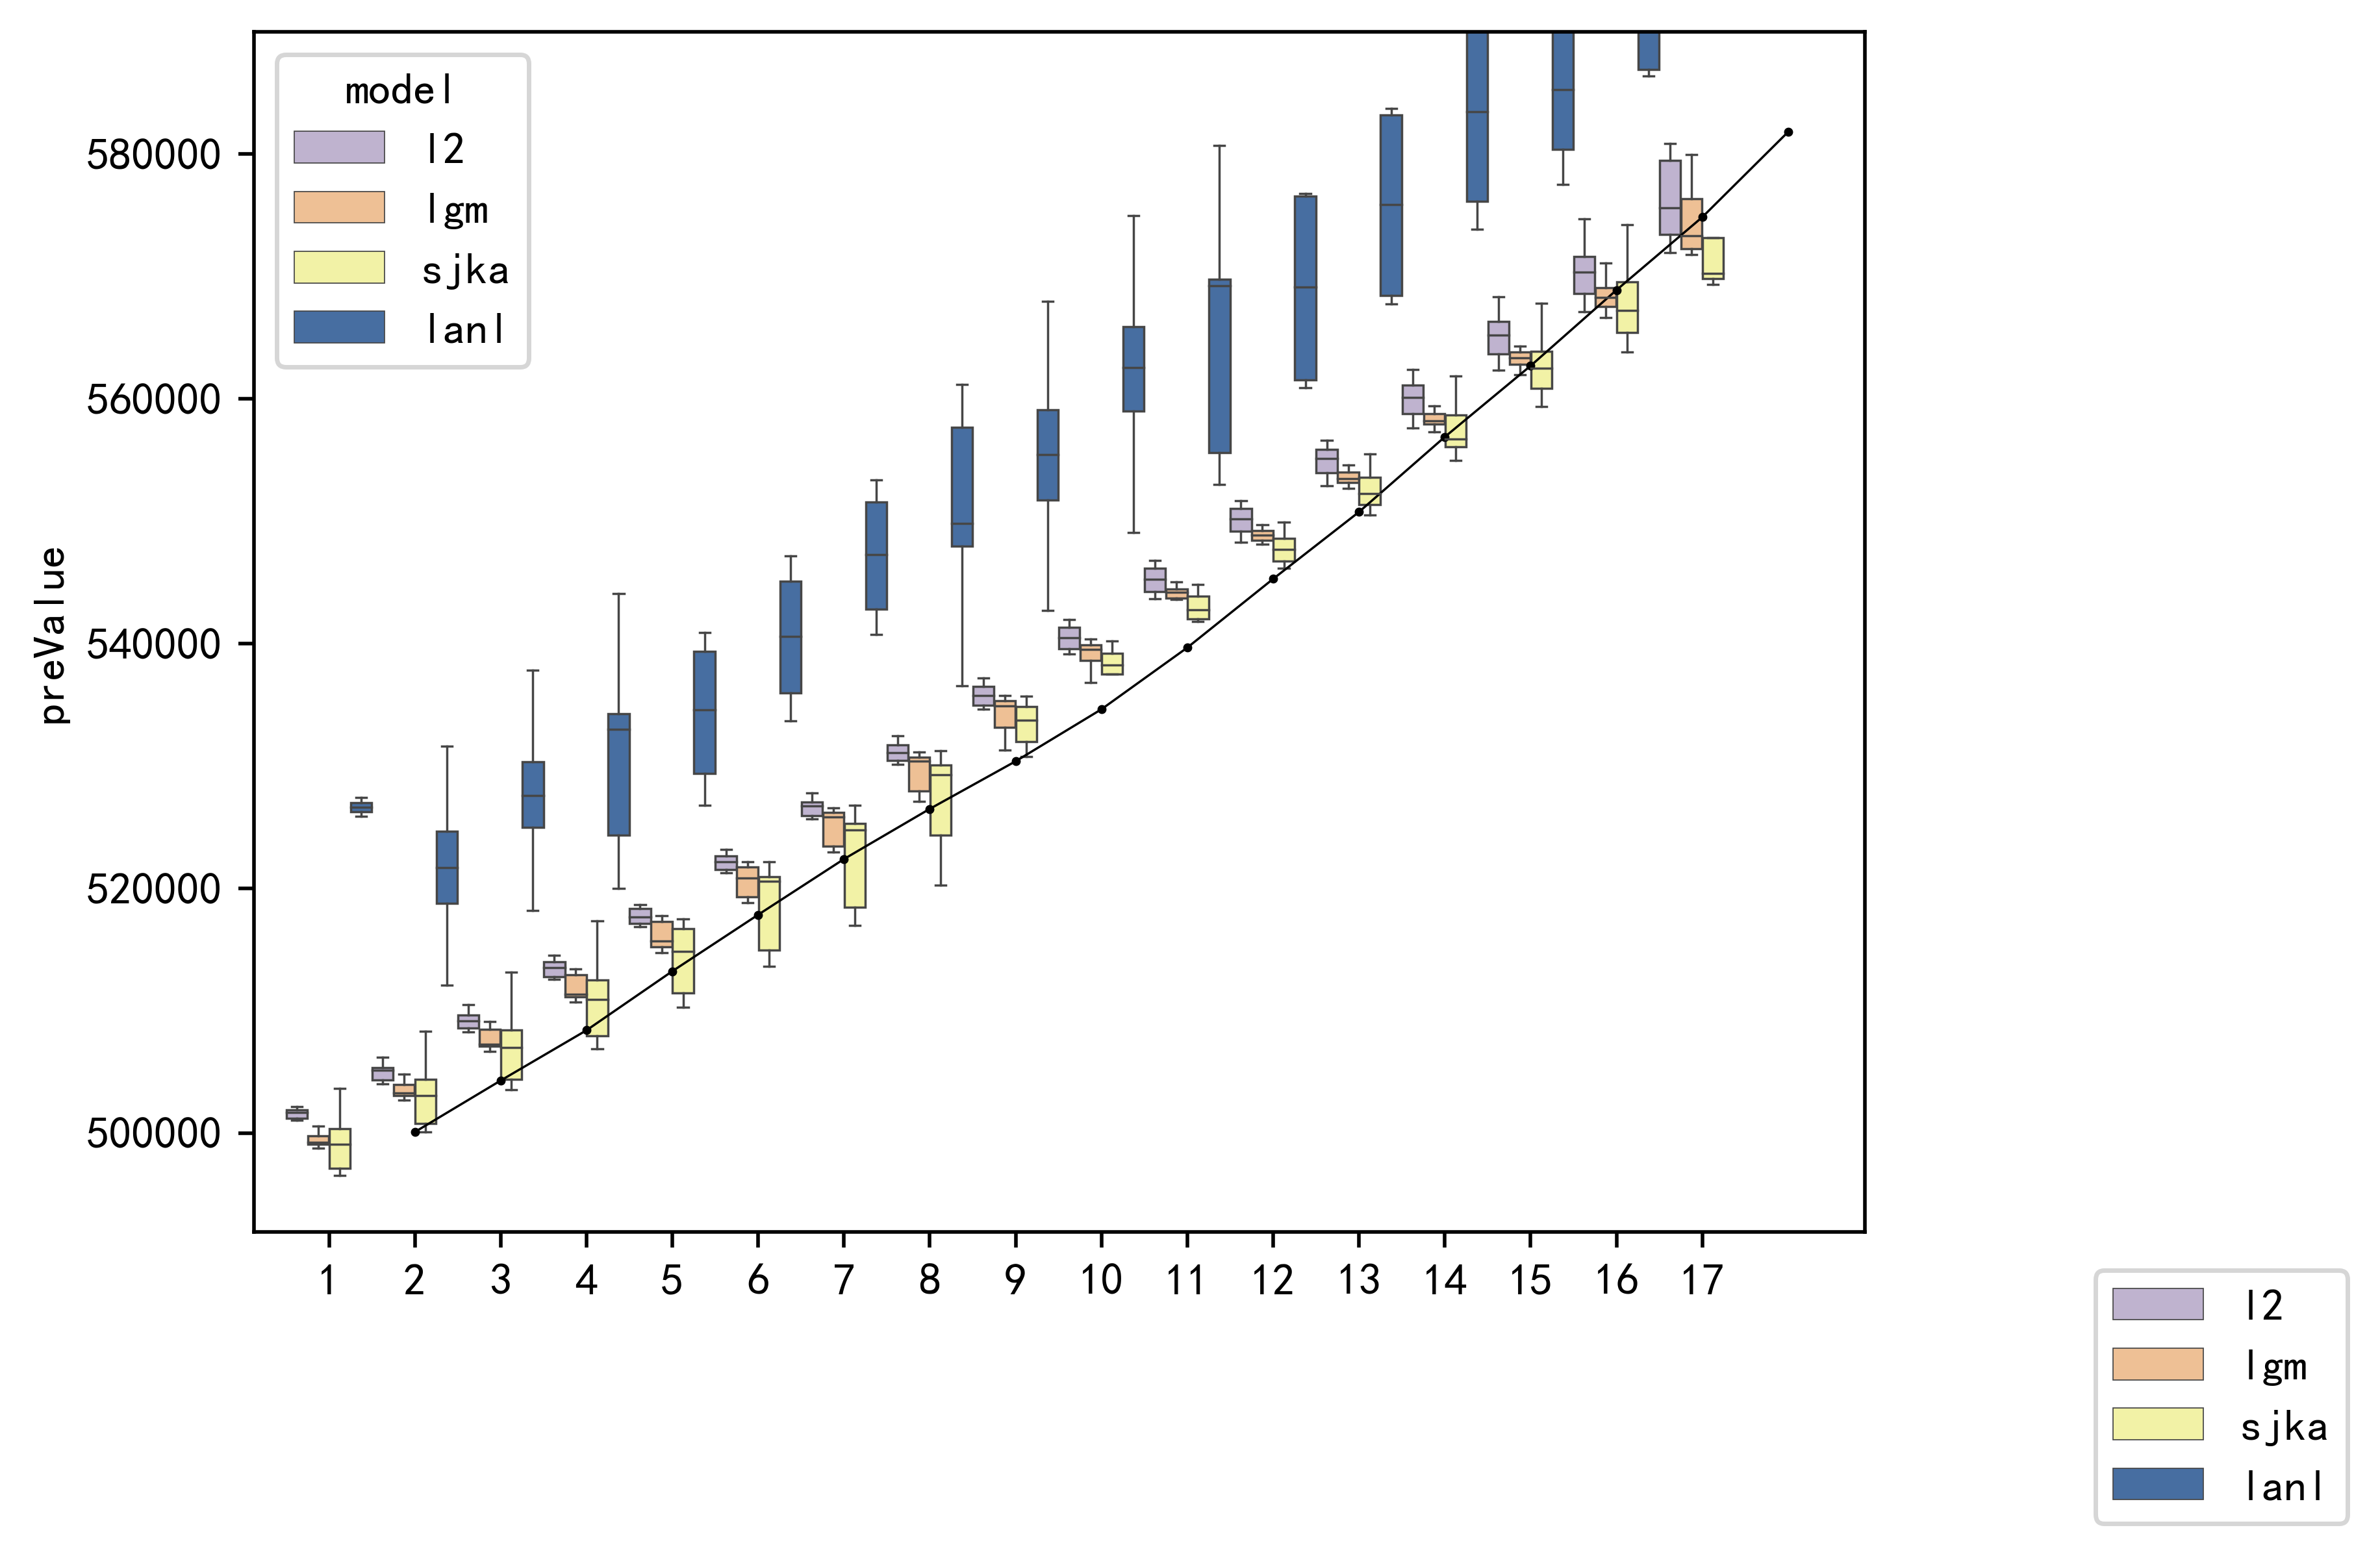 model
l2
lgm
sjka
lanl
preValue
580000
560000
540000
520000
500000
1 2 3 4 5 6 7 8 9 10 11 12 13 14 15 16 17
l2
lgm
sjka
lanl